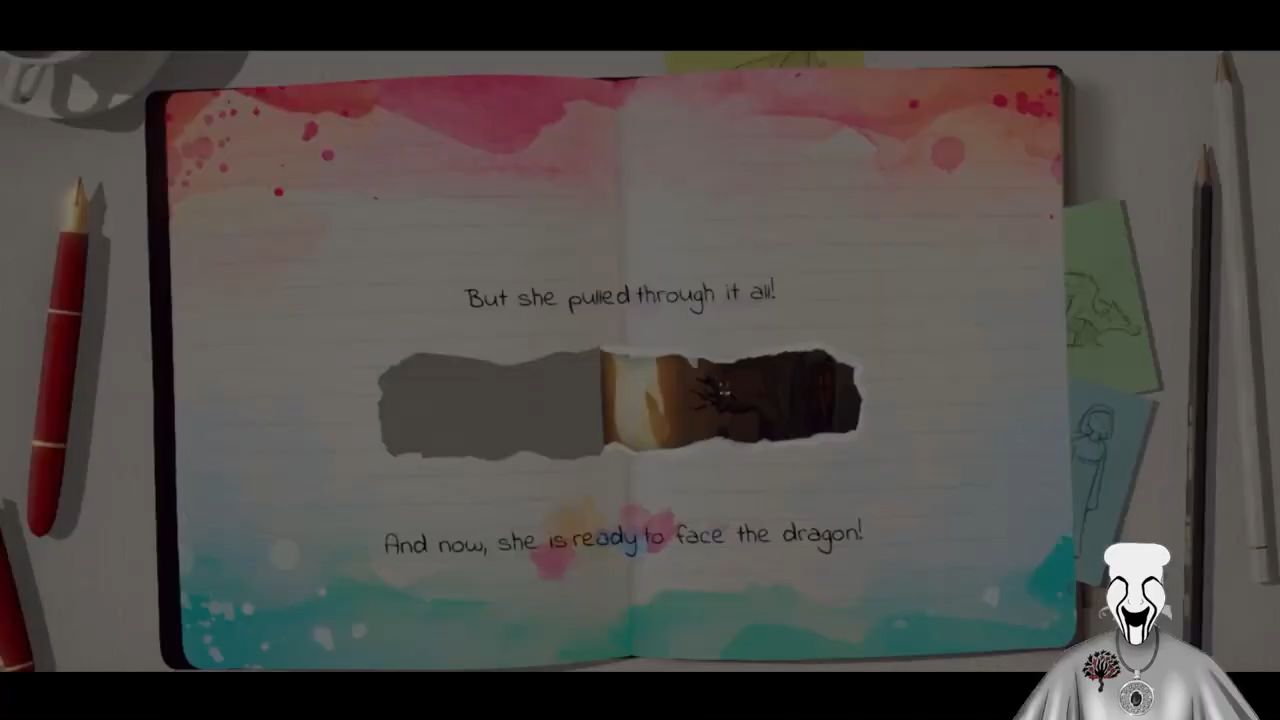 But she pulled through it all!
And now, she is ready to face the dragon!